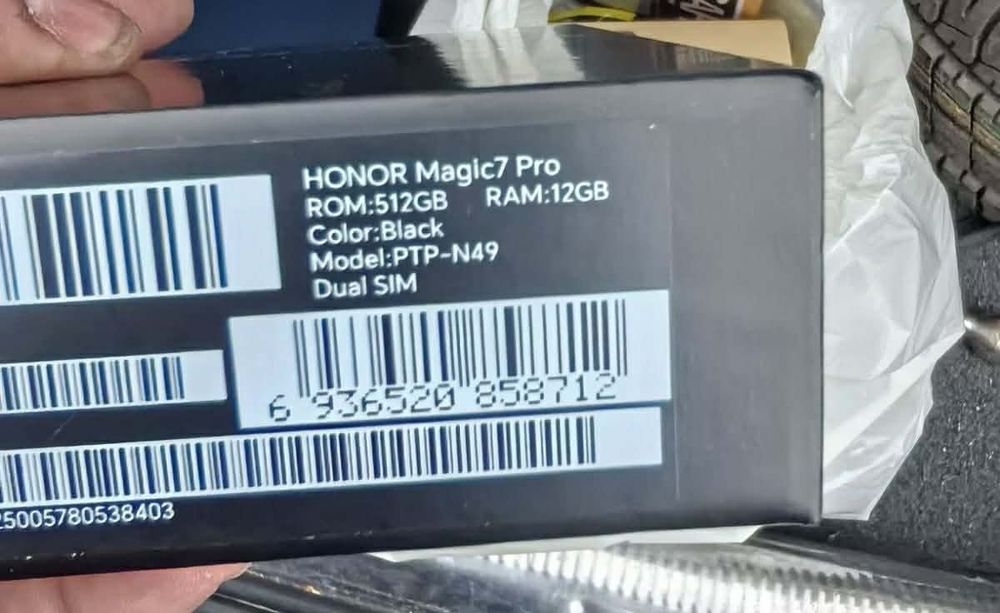 HONOR Magic7 Pro
ROM:512GB RAM:12GB
Color:Black
Model:PTP-N49
Dual SIM
6 936520 858712
25005780538403